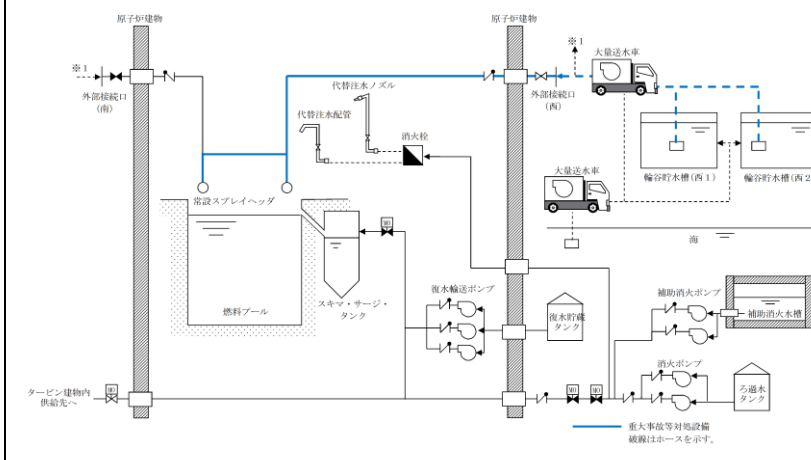 原子炉建物
原子炉建物
※1
大量送水車
※1
外部接続口
(南)
代替注水ノズル
外部接続口
(西)
代替注水配管
消火栓
大量送水車
輪谷貯水槽(西1)
輪谷貯水槽(西2
常設スプレイヘッダ
海
MO
復水輸送ポンプ
補助消火ポンプ
燃料プール
スキマ・サージ・
タンク
復水貯蔵
タンク
補助消火水槽
消火ポンプ
タービン建物内
供給先へ
MO
MO
MO
ろ過水
タンク
重大事故等対処設備
破線はホースを示す。